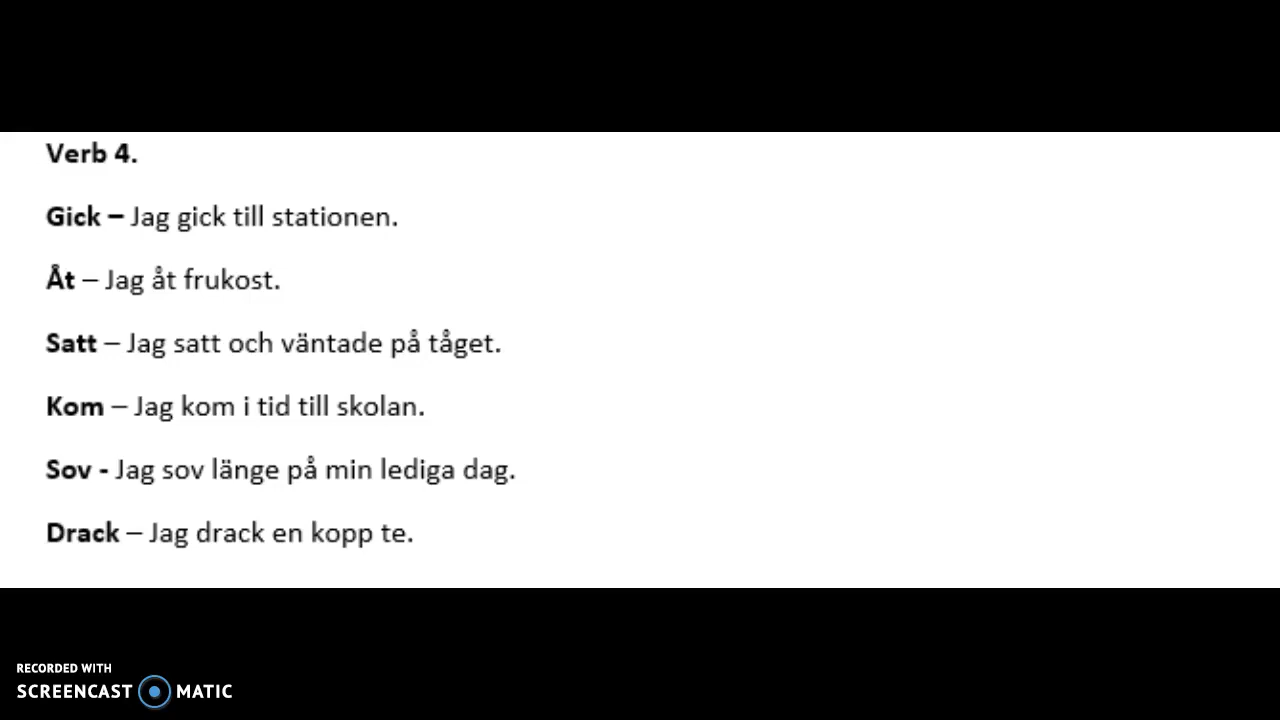 Verb 4.
Gick – Jag gick till stationen.
Åt – Jag åt frukost.
Satt – Jag satt och väntade på tåget.
Kom – Jag kom i tid till skolan.
Sov - Jag sov länge på min lediga dag.
Drack – Jag drack en kopp te.
RECORDED WITH
SCREENCAST MATIC